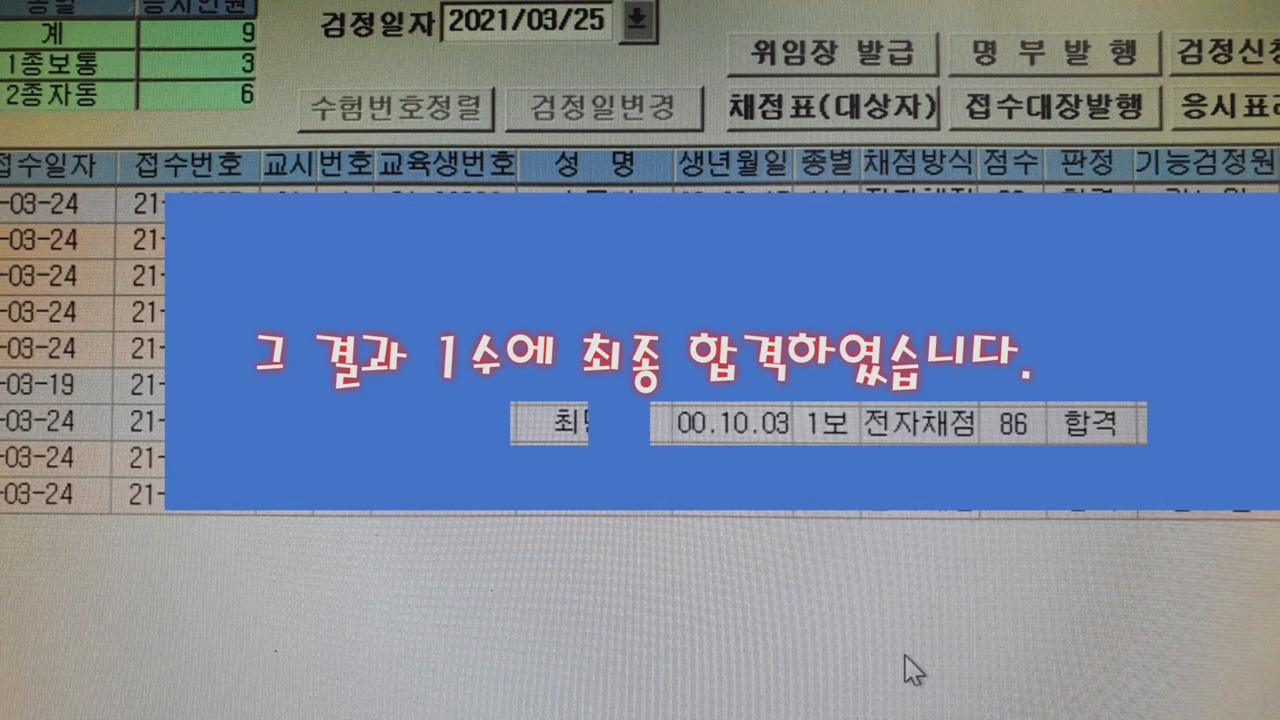 종별 응시인원
계 9
1종보통 3
2종자동 6
검정일자 2021/03/25
위임장 발급 명 부 발 행 검정신청
수험번호정렬 검정일변경 채점표(대상자) 접수대장발행 응시표
접수일자 접수번호 교시 번호 교육생번호 성 명 생년월일 종별 채점방식 점수 판정 기능검정원
-03-24 21-
-03-24 21-
-03-24 21-
-03-24 21-
-03-24 21-
-03-19 21-
-03-24 21-
-03-24 21-
-03-24 21-
그 결과 1수에 최종 합격하였습니다.
최 00.10.03 1보 전자채점 86 합격